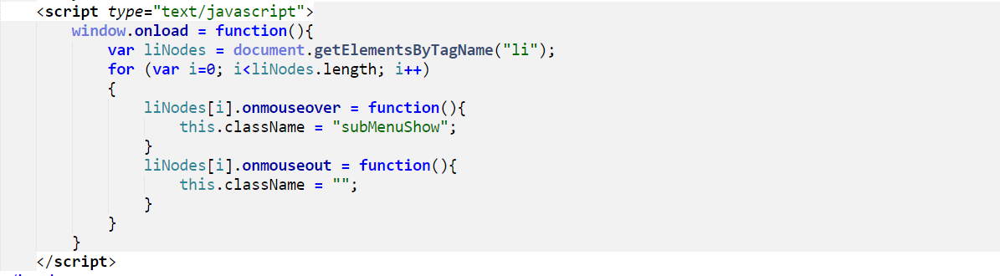 <script type="text/javascript">
    window.onload = function(){
        var liNodes = document.getElementsByTagName("li");
        for (var i=0; i<liNodes.length; i++)
        {
            liNodes[i].onmouseover = function(){
                this.className = "subMenuShow";
            }
            liNodes[i].onmouseout = function(){
                this.className = "";
            }
        }
    }
</script>